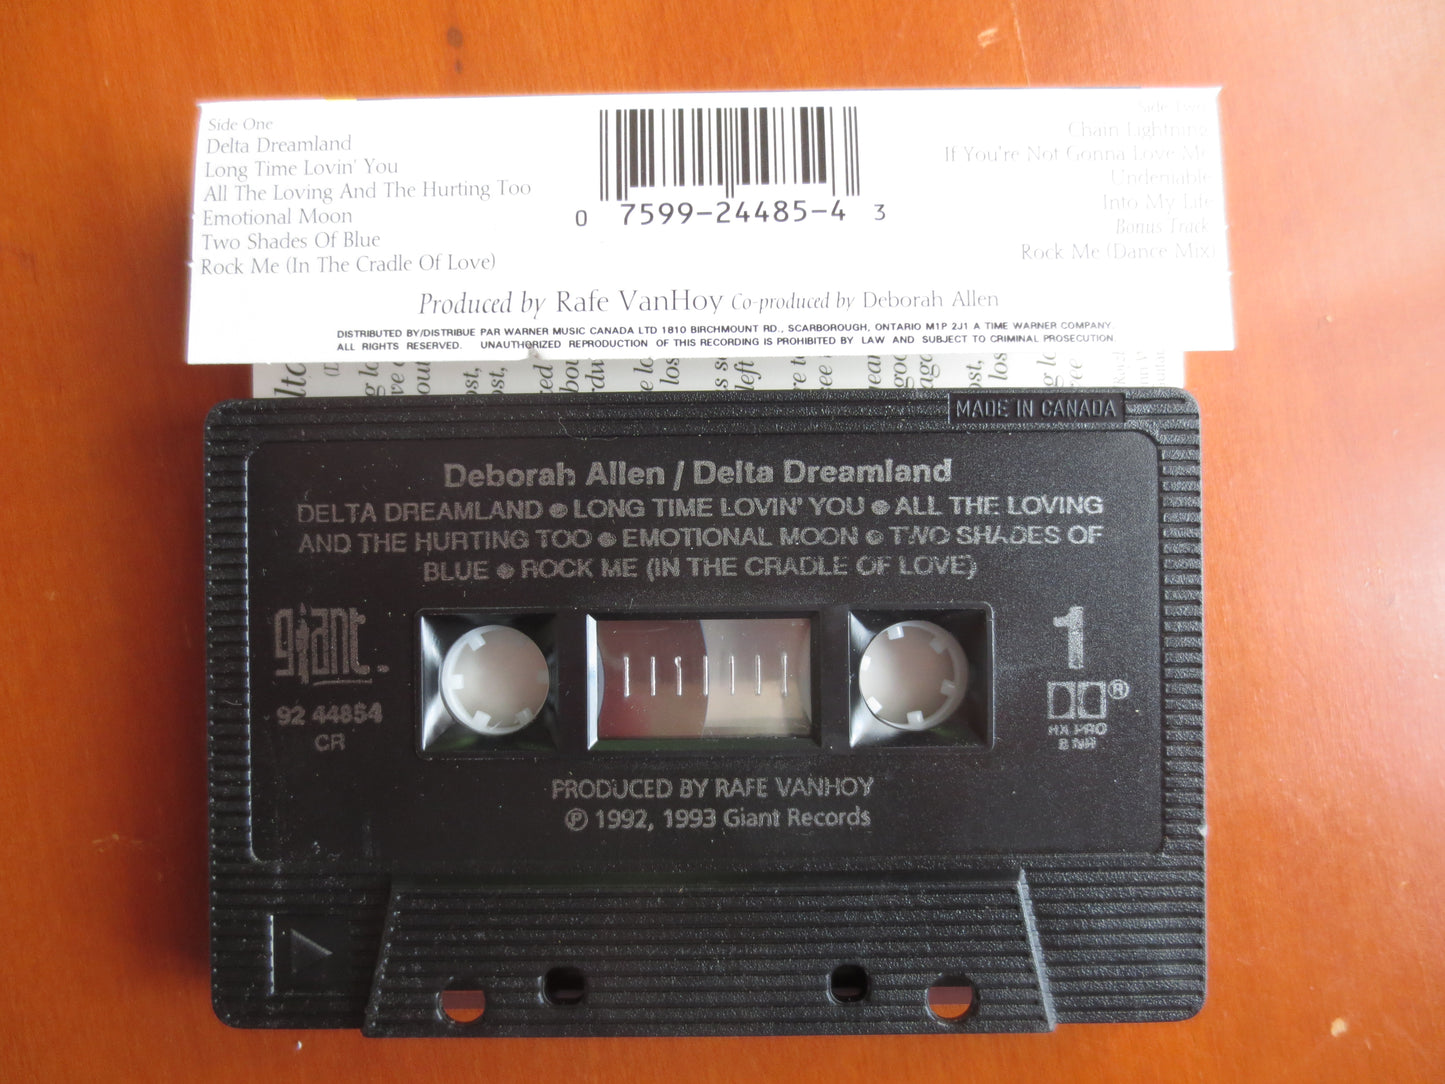 Side One
Delta Dreamland
Long Time Lovin' You
All The Loving And The Hurting Too
Emotional Moon
Two Shades Of Blue
Rock Me (In The Cradle Of Love)
0 7599-24485-4 3
Side Two
Chain Lightning
If You're Not Gonna Love Me
Undeniable
Into My Life
Bonus Track
Rock Me (Dance Mix)
Produced by Rafe VanHoy Co-produced by Deborah Allen
DISTRIBUTED BY/DISTRIBUE PAR WARNER MUSIC CANADA LTD 1810 BIRCHMOUNT RD., SCARBOROUGH, ONTARIO M1P 2J1 A TIME WARNER COMPANY.
ALL RIGHTS RESERVED. UNAUTHORIZED REPRODUCTION OF THIS RECORDING IS PROHIBITED BY LAW AND SUBJECT TO CRIMINAL PROSECUTION.
MADE IN CANADA
Deborah Allen / Delta Dreamland
DELTA DREAMLAND ● LONG TIME LOVIN' YOU ● ALL THE LOVING
AND THE HURTING TOO ● EMOTIONAL MOON ● TWO SHADES OF
BLUE ● ROCK ME (IN THE CRADLE OF LOVE)
giant
92 44854
CR
1
®
HX PRO
B NR
PRODUCED BY RAFE VANHOY
℗ 1992, 1993 Giant Records